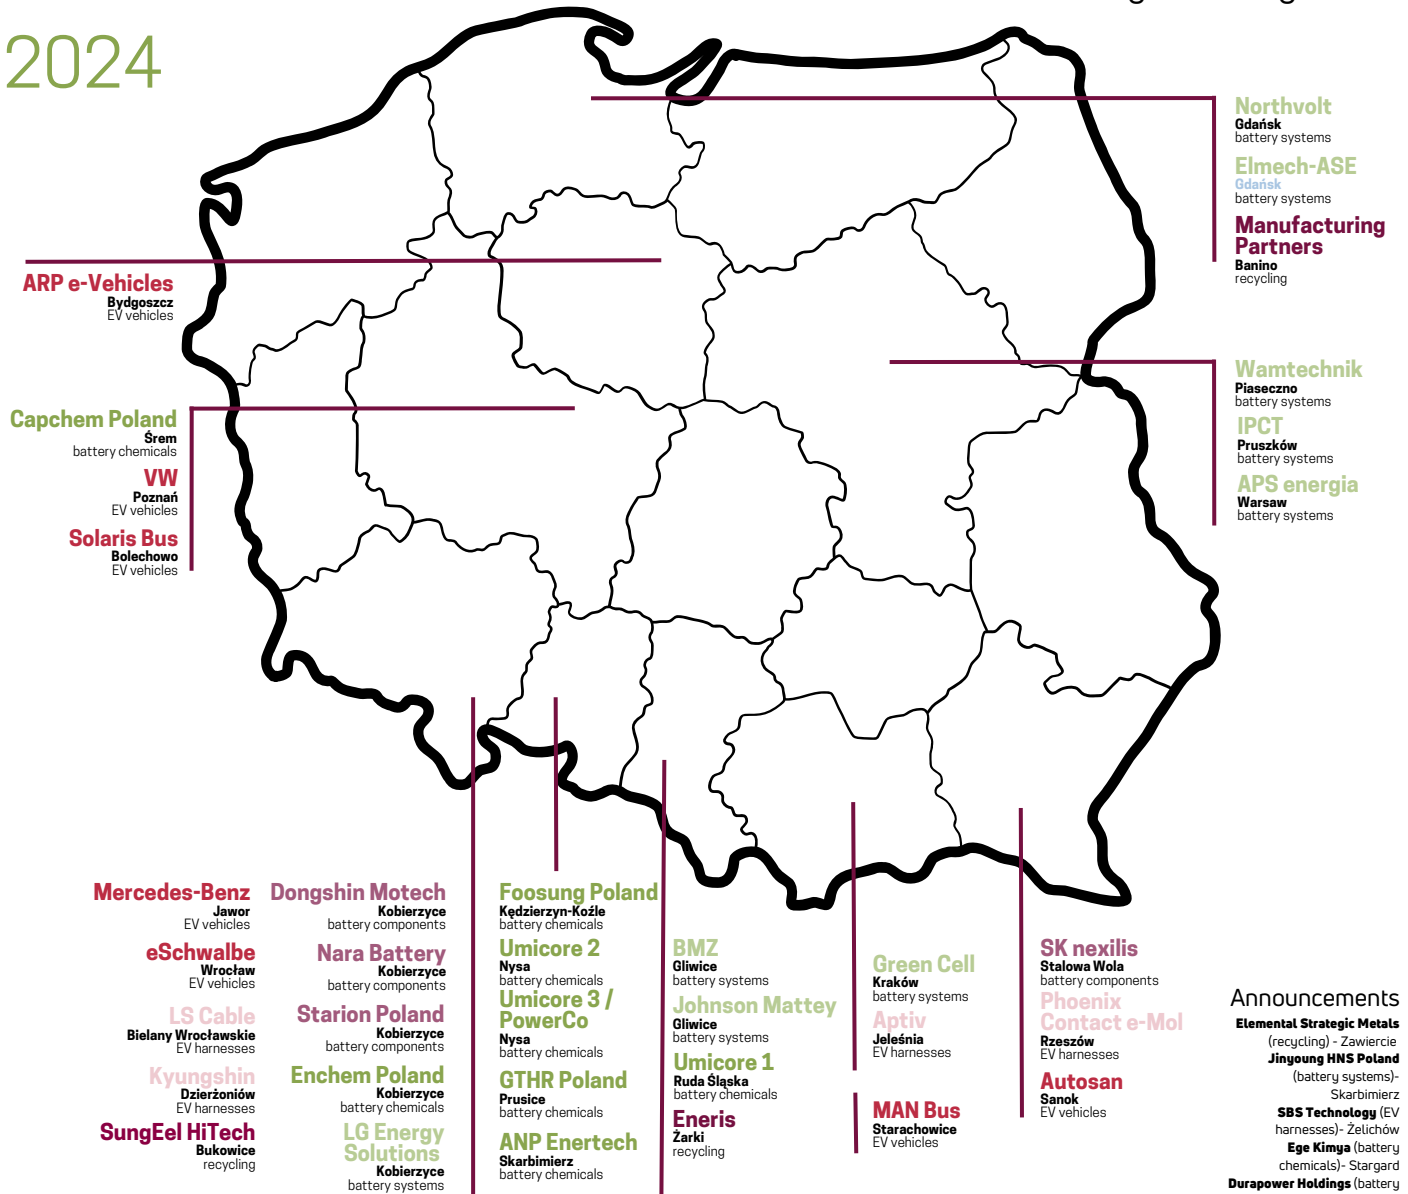 2024
Northvolt
Gdańsk
battery systems
Elmech-ASE
Gdańsk
battery systems
Manufacturing
Partners
Banino
recycling
ARP e-Vehicles
Bydgoszcz
EV vehicles
Wamtechnik
Piaseczno
battery systems
IPCT
Pruszków
battery systems
APS energia
Warsaw
battery systems
Capchem Poland
Śrem
battery chemicals
VW
Poznań
EV vehicles
Solaris Bus
Bolechowo
EV vehicles
Mercedes-Benz
Jawor
EV vehicles
eSchwalbe
Wrocław
EV vehicles
LS Cable
Bielany Wrocławskie
EV harnesses
Kyungshin
Dzierżoniów
EV harnesses
SungEel HiTech
Bukowice
recycling
Dongshin Motech
Kobierzyce
battery components
Nara Battery
Kobierzyce
battery components
Starion Poland
Kobierzyce
battery components
Enchem Poland
Kobierzyce
battery chemicals
LG Energy
Solutions
Kobierzyce
battery systems
Foosung Poland
Kędzierzyn-Koźle
battery chemicals
Umicore 2
Nysa
battery chemicals
Umicore 3 /
PowerCo
Nysa
battery chemicals
GTHR Poland
Prusice
battery chemicals
ANP Enertech
Skarbimierz
battery chemicals
BMZ
Gliwice
battery systems
Johnson Mattey
Gliwice
battery systems
Umicore 1
Ruda Śląska
battery chemicals
Eneris
Żarki
recycling
Green Cell
Kraków
battery systems
Aptiv
Jeleśnia
EV harnesses
MAN Bus
Starachowice
EV vehicles
SK nexilis
Stalowa Wola
battery components
Phoenix
Contact e-Mol
Rzeszów
EV harnesses
Autosan
Sanok
EV vehicles
Announcements
Elemental Strategic Metals
(recycling) - Zawiercie
Jinyoung HNS Poland
(battery systems)-
Skarbimierz
SBS Technology (EV
harnesses)- Żelichów
Ege Kimya (battery
chemicals)- Stargard
Durapower Holdings (battery